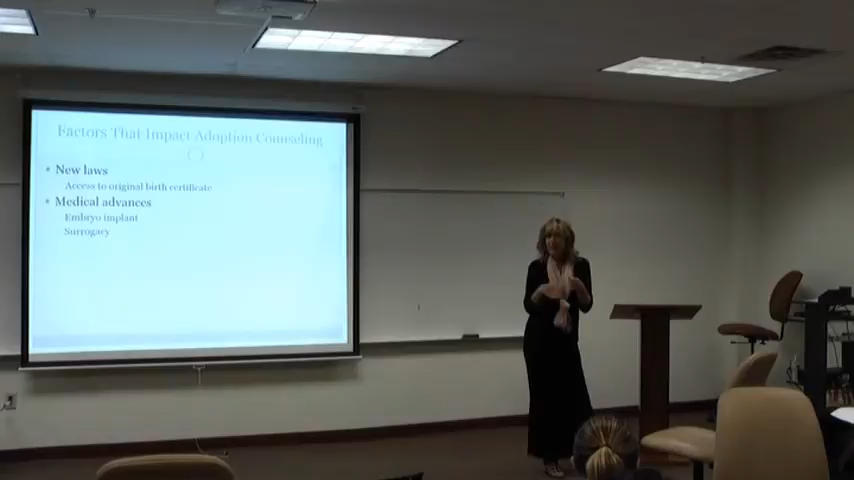 Factors That Impact Adoption Counseling
New laws
Access to original birth certificate
Medical advances
Embryo implant
Surrogacy